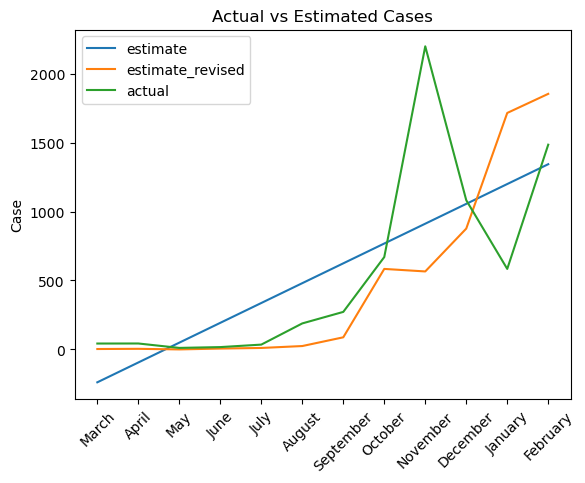 Actual vs Estimated Cases
estimate
estimate_revised
actual
Case
2000
1500
1000
500
0
March
April
May
June
July
August
September
October
November
December
January
February